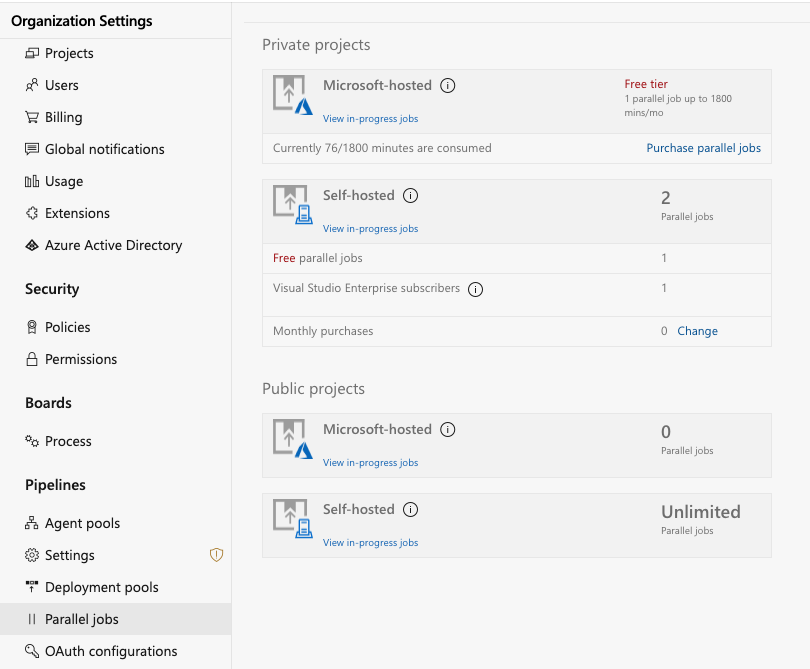 Organization Settings
Projects
Users
Billing
Global notifications
Usage
Extensions
Azure Active Directory
Security
Policies
Permissions
Boards
Process
Pipelines
Agent pools
Settings
Deployment pools
Parallel jobs
OAuth configurations
Private projects
Microsoft-hosted
View in-progress jobs
Free tier
1 parallel job up to 1800
mins/mo
Currently 76/1800 minutes are consumed Purchase parallel jobs
Self-hosted
View in-progress jobs
2
Parallel jobs
Free parallel jobs 1
Visual Studio Enterprise subscribers 1
Monthly purchases 0 Change
Public projects
Microsoft-hosted
View in-progress jobs
0
Parallel jobs
Self-hosted
View in-progress jobs
Unlimited
Parallel jobs